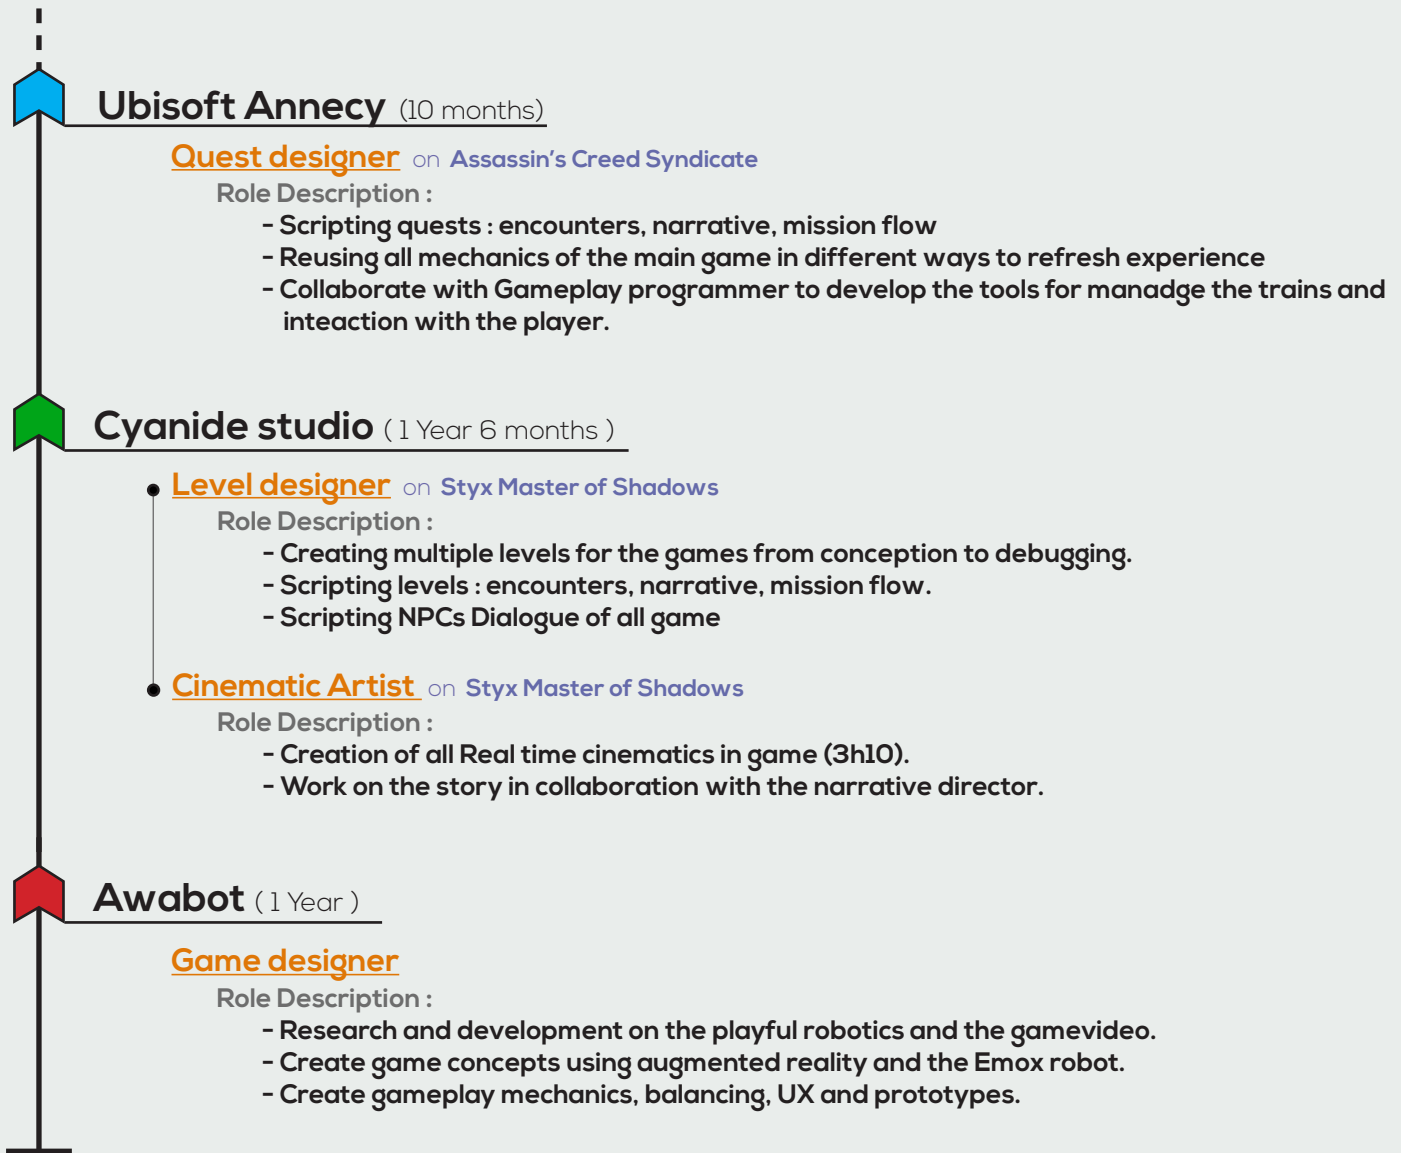 Ubisoft Annecy (10 months)
Quest designer on Assassin's Creed Syndicate
Role Description :
- Scripting quests : encounters, narrative, mission flow
- Reusing all mechanics of the main game in different ways to refresh experience
- Collaborate with Gameplay programmer to develop the tools for manadge the trains and
inteaction with the player.
Cyanide studio ( 1 Year 6 months )
Level designer on Styx Master of Shadows
Role Description :
- Creating multiple levels for the games from conception to debugging.
- Scripting levels : encounters, narrative, mission flow.
- Scripting NPCs Dialogue of all game
Cinematic Artist on Styx Master of Shadows
Role Description :
- Creation of all Real time cinematics in game (3h10).
- Work on the story in collaboration with the narrative director.
Awabot ( 1 Year )
Game designer
Role Description :
- Research and development on the playful robotics and the gamevideo.
- Create game concepts using augmented reality and the Emox robot.
- Create gameplay mechanics, balancing, UX and prototypes.